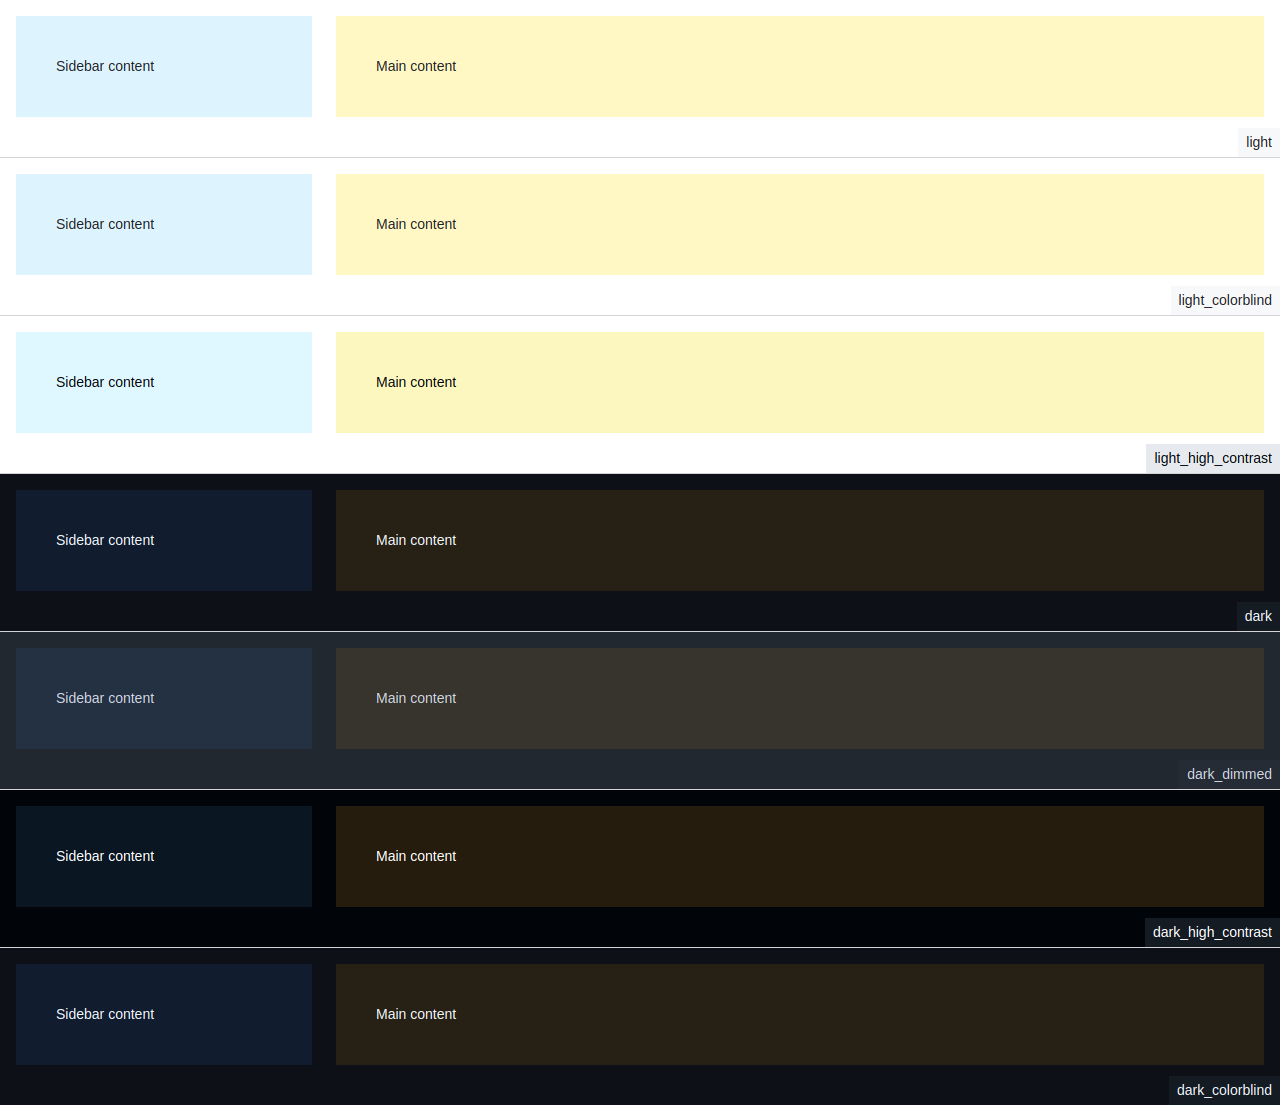 Sidebar content Main content
light
Sidebar content Main content
light_colorblind
Sidebar content Main content
light_high_contrast
Sidebar content Main content
dark
Sidebar content Main content
dark_dimmed
Sidebar content Main content
dark_high_contrast
Sidebar content Main content
dark_colorblind